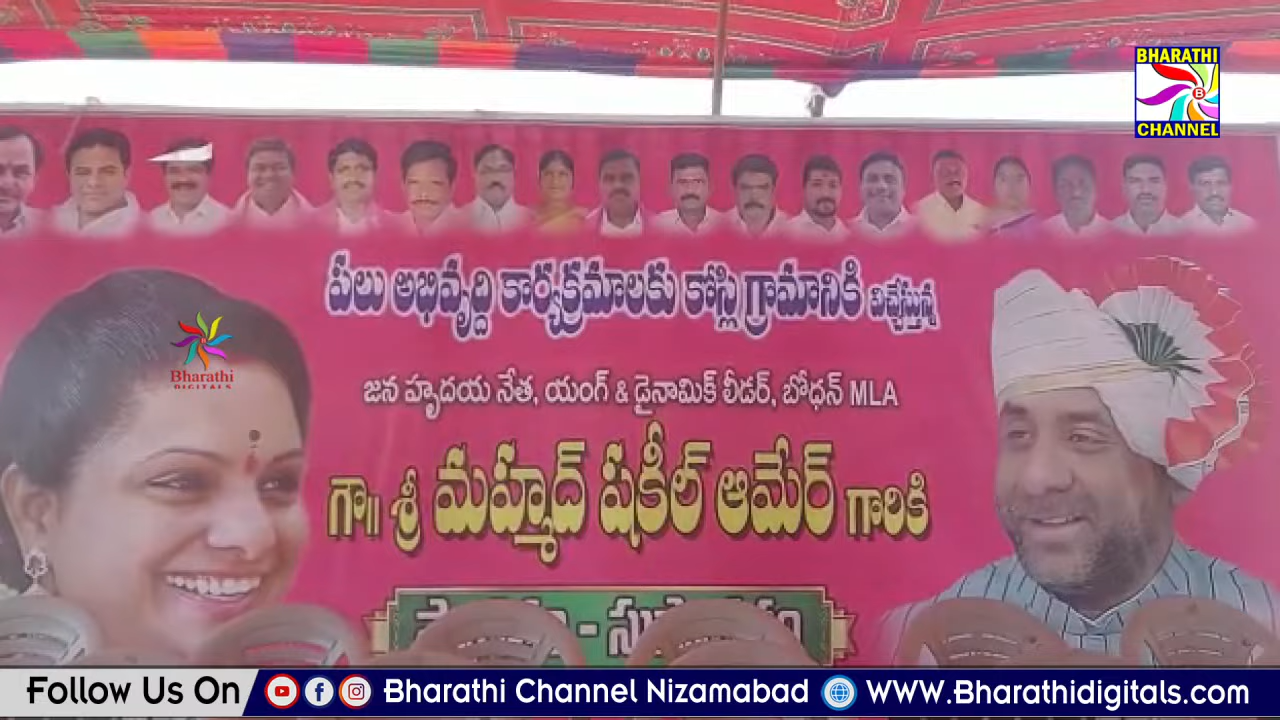 BHARATHI
CHANNEL
పలు అభివృద్ది కార్యక్రమాలకు కోస్లి గ్రామానికి విచ్చేస్తున్న
Bharathi
DIGITALS
జన హృదయ నేత, యంగ్ & డైనామిక్ లీడర్, బోధన్ MLA
గౌ॥ శ్రీ మహ్మద్ షకీల్ ఆమేర్ గారికి
Follow Us On Bharathi Channel Nizamabad WWW.Bharathidigitals.com